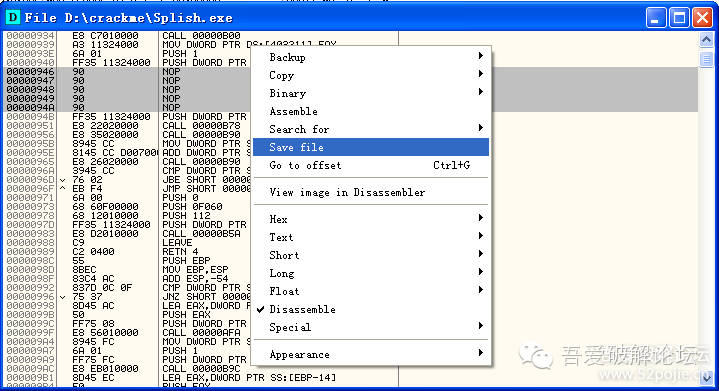 D File D:\crackme\Splish.exe
00000934 E8 C7010000 CALL 00000B00
00000939 A3 11324000 MOV DWORD PTR DS:[403211],EAX
0000093E 6A 01 PUSH 1
00000940 FF35 11324000 PUSH DWORD PTR
00000946 90 NOP
00000947 90 NOP
00000948 90 NOP
00000949 90 NOP
0000094A 90 NOP
0000094B FF35 11324000 PUSH DWORD PTR
00000951 E8 22020000 CALL 00000B78
00000956 E8 35020000 CALL 00000B90
0000095B 8945 CC MOV DWORD PTR S
0000095E 8145 CC D00700 ADD DWORD PTR S
00000965 E8 26020000 CALL 00000B90
0000096A 3945 CC CMP DWORD PTR S
0000096D 76 02 JBE SHORT 00000
0000096F EB F4 JMP SHORT 00000
00000971 6A 00 PUSH 0
00000973 68 60F00000 PUSH 0F060
00000978 68 12010000 PUSH 112
0000097D FF35 11324000 PUSH DWORD PTR
00000983 E8 D2010000 CALL 00000B5A
00000988 C9 LEAVE
00000989 C2 0400 RETN 4
0000098C 55 PUSH EBP
0000098D 8BEC MOV EBP,ESP
0000098F 83C4 AC ADD ESP,-54
00000992 837D 0C 0F CMP DWORD PTR S
00000996 75 37 JNZ SHORT 00000
00000998 8D45 AC LEA EAX,DWORD P
0000099B 50 PUSH EAX
0000099C FF75 08 PUSH DWORD PTR
0000099F E8 56010000 CALL 00000AFA
000009A4 8945 FC MOV DWORD PTR S
000009A7 6A 01 PUSH 1
000009A9 FF75 FC PUSH DWORD PTR
000009AC E8 EB010000 CALL 00000B9C
000009B1 8D45 EC LEA EAX,DWORD PTR SS:[EBP-14]
Backup
Copy
Binary
Assemble
Search for
Save file
Go to offset Ctrl+G
View image in Disassembler
Hex
Text
Short
Long
Float
Disassemble
Special
Appearance
吾爱破解论坛
www.52pojie.cn